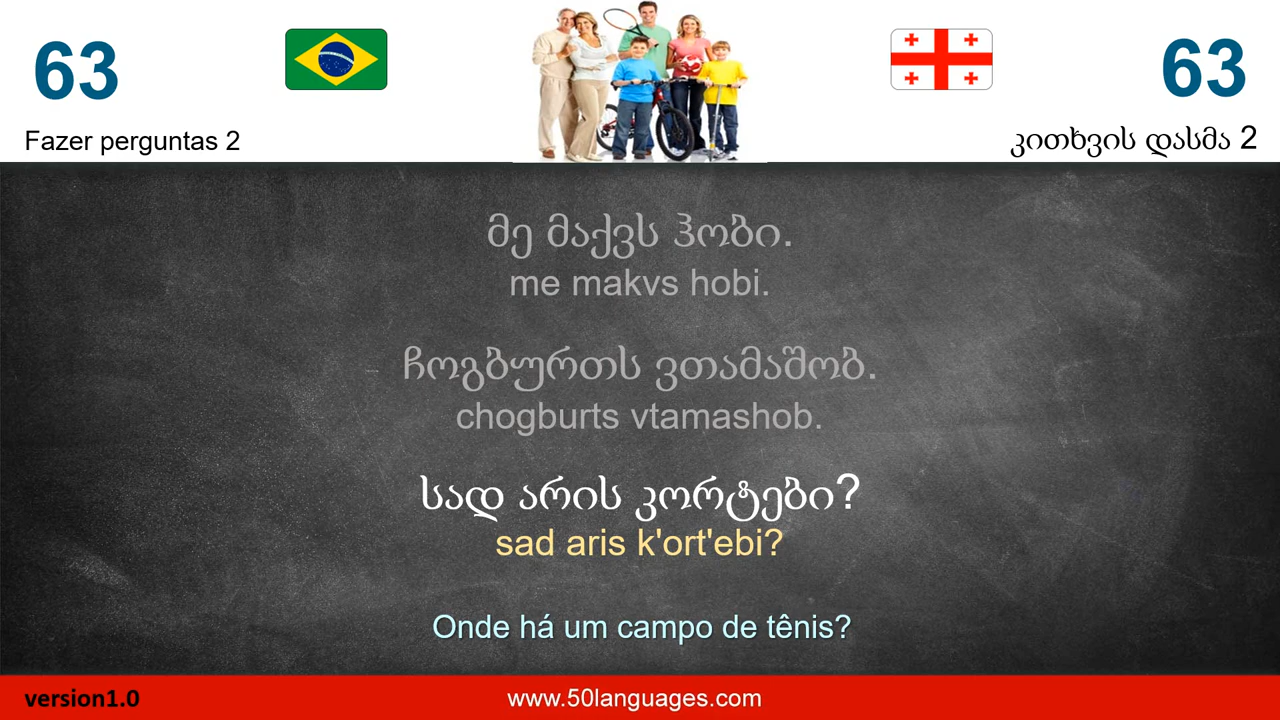 63
63
Fazer perguntas 2
კითხვის დასმა 2
მე მაქვს ჰობი.
me makvs hobi.
ჩოგბურთს ვთამაშობ.
chogburts vtamashob.
სად არის კორტები?
sad aris k'ort'ebi?
Onde há um campo de tênis?
version1.0
www.50languages.com